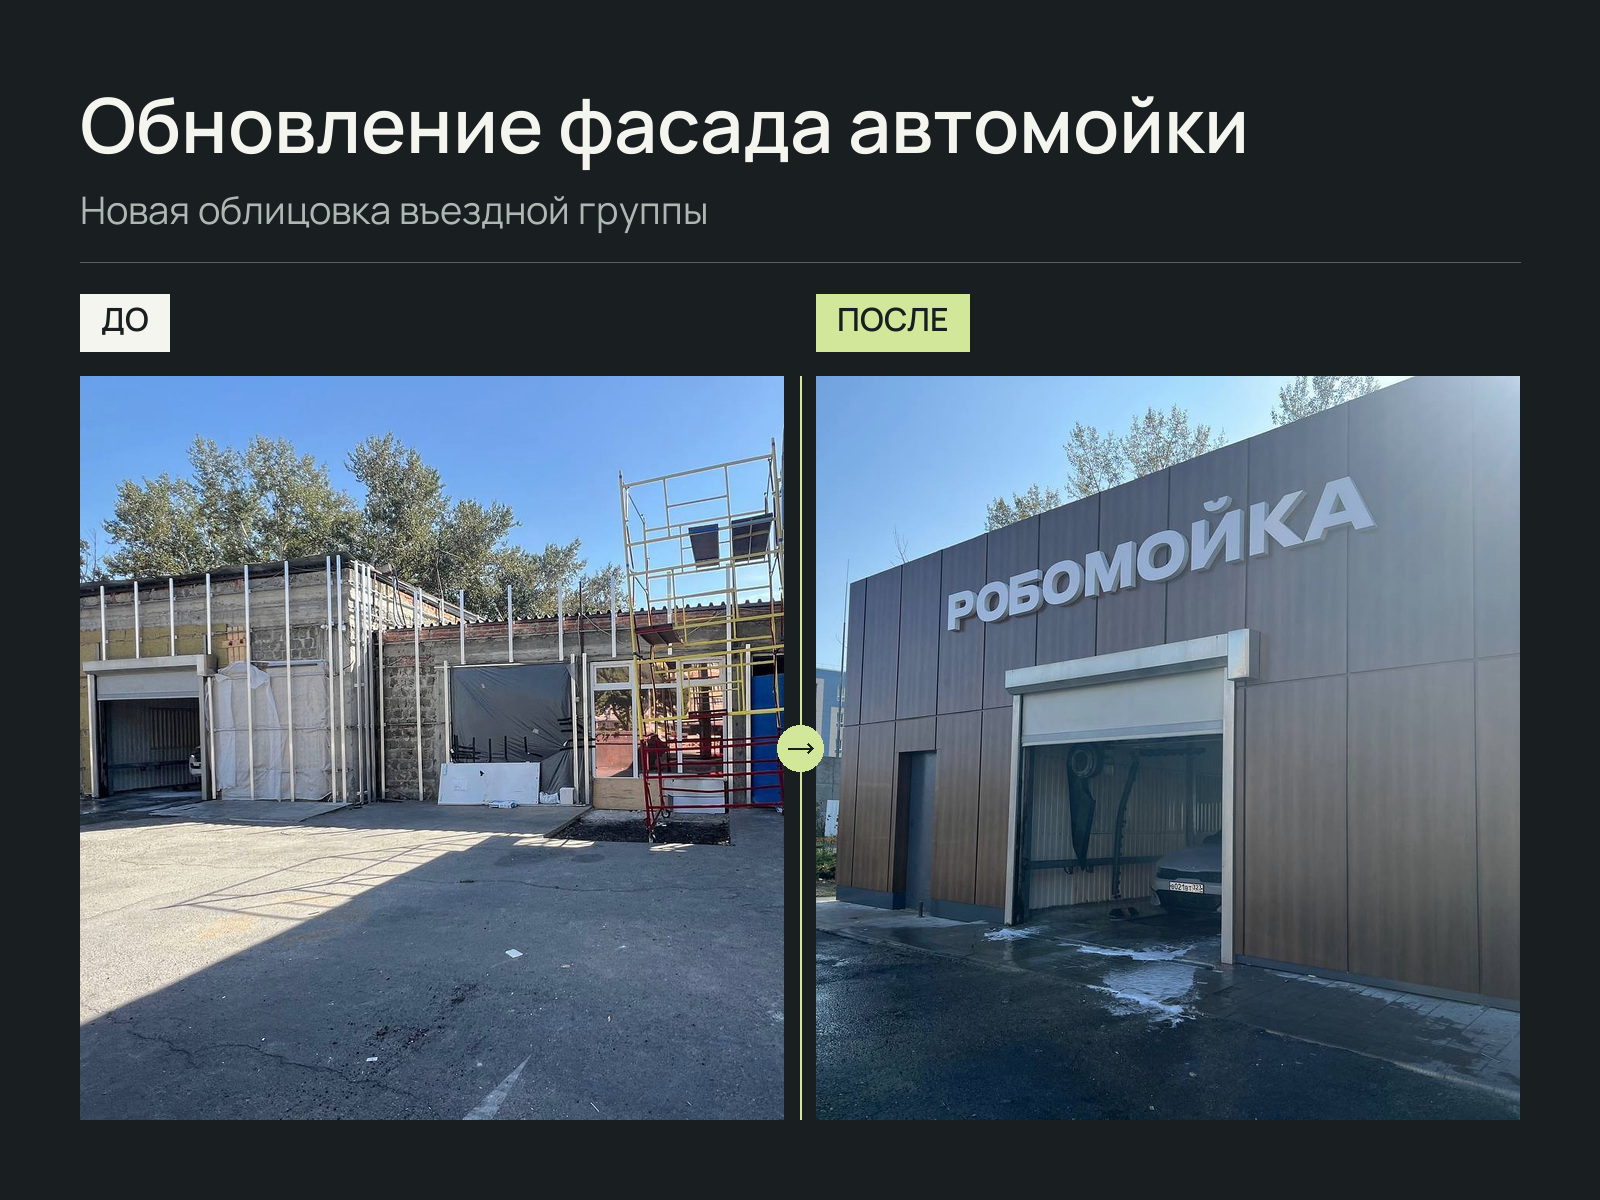 Обновление фасада автомойки
Новая облицовка въездной группы
ДО
ПОСЛЕ
→
РОБОМОЙКА